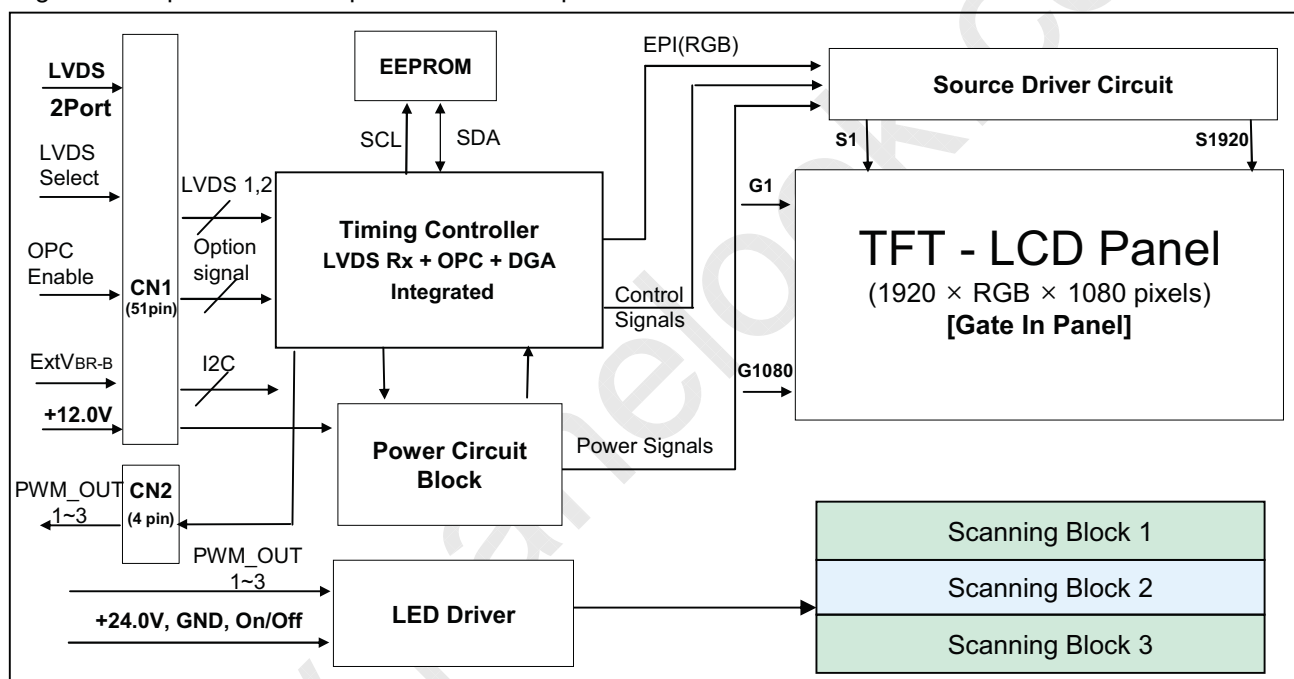 EPI(RGB)
EEPROM
LVDS
2Port
Source Driver Circuit
SCL
SDA
S1
S1920
LVDS
Select
LVDS 1,2
G1
Timing Controller
LVDS Rx + OPC + DGA
Integrated
TFT - LCD Panel
(1920 × RGB × 1080 pixels)
[Gate In Panel]
Option
signal
OPC
Enable
CN1
(51pin)
Control
Signals
ExtVBR-B
I2C
G1080
+12.0V
Power Circuit
Block
Power Signals
PWM_OUT
1~3
CN2
(4 pin)
Scanning Block 1
PWM_OUT
1~3
Scanning Block 2
+24.0V, GND, On/Off
LED Driver
Scanning Block 3